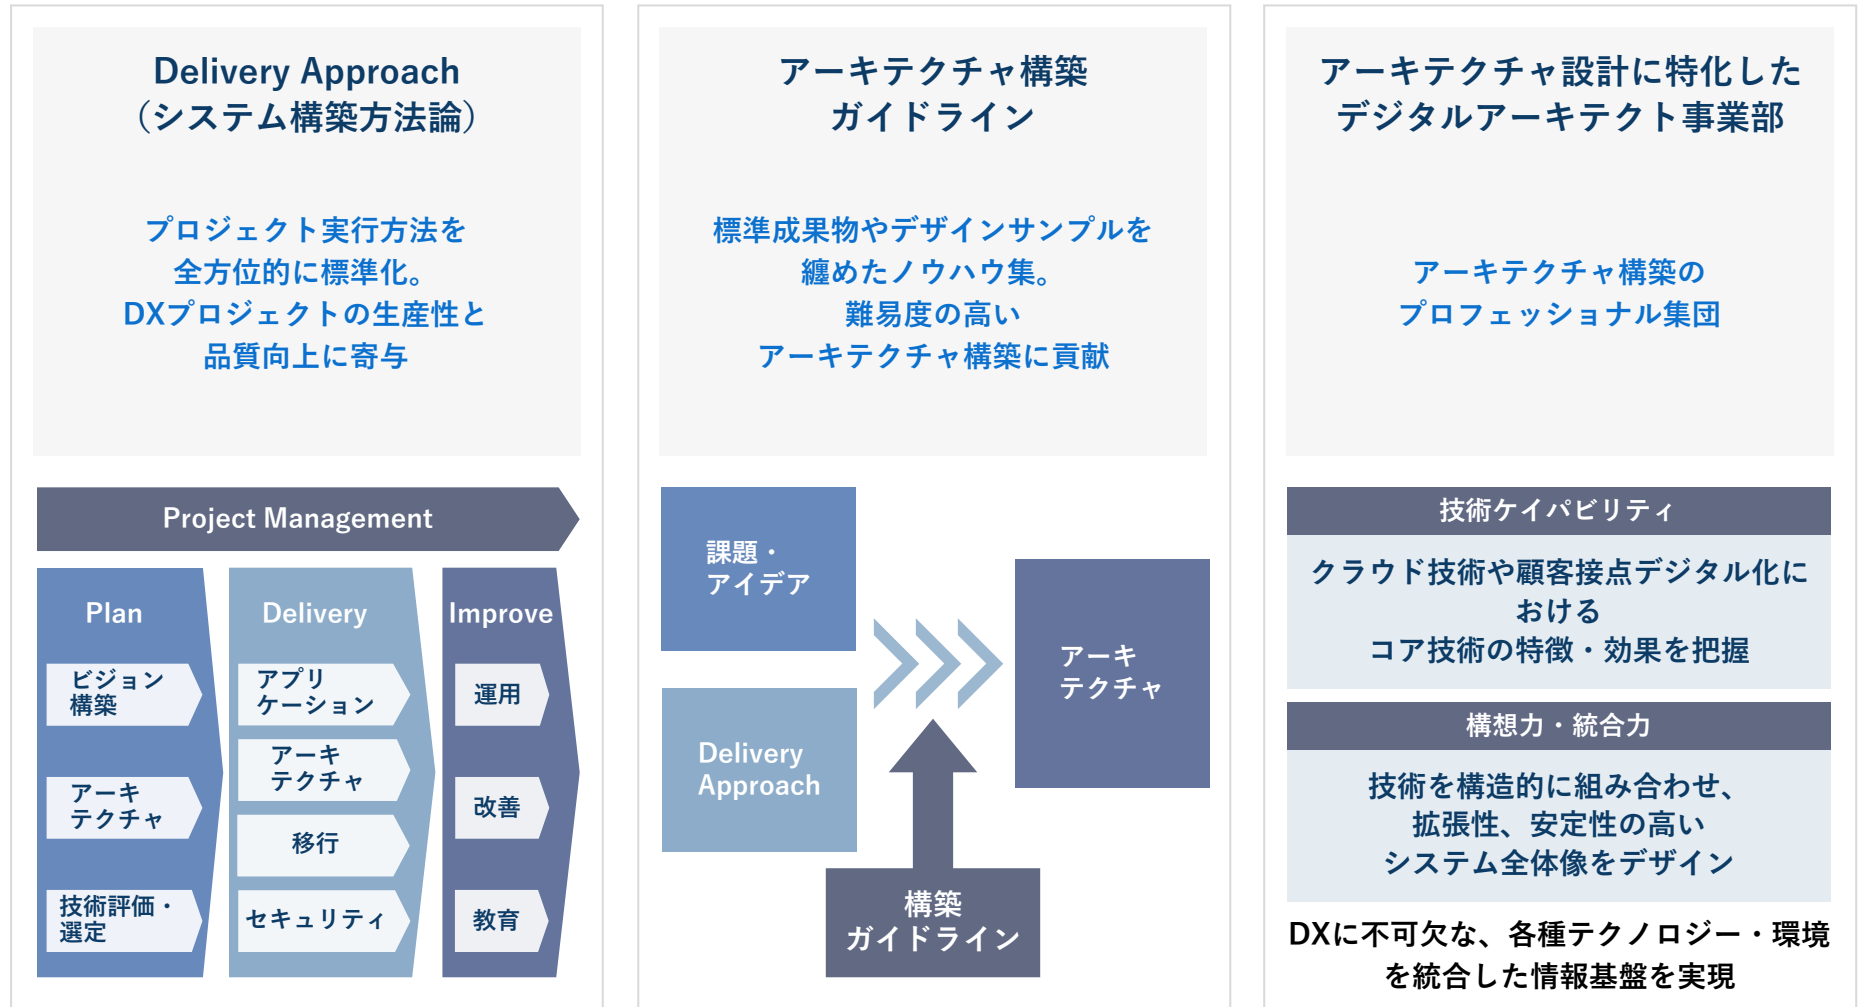 Delivery Approach
（システム構築方法論）
プロジェクト実行方法を
全方位的に標準化。
DXプロジェクトの生産性と
品質向上に寄与
Project Management
Plan
ビジョン
構築
アーキ
テクチャ
技術評価・
選定
Delivery
アプリ
ケーション
アーキ
テクチャ
移行
セキュリティ
Improve
運用
改善
教育
アーキテクチャ構築
ガイドライン
標準成果物やデザインサンプルを
纏めたノウハウ集。
難易度の高い
アーキテクチャ構築に貢献
課題・
アイデア
Delivery
Approach
アーキ
テクチャ
構築
ガイドライン
アーキテクチャ設計に特化した
デジタルアーキテクト事業部
アーキテクチャ構築の
プロフェッショナル集団
技術ケイパビリティ
クラウド技術や顧客接点デジタル化に
おける
コア技術の特徴・効果を把握
構想力・統合力
技術を構造的に組み合わせ、
拡張性、安定性の高い
システム全体像をデザイン
DXに不可欠な、各種テクノロジー・環境
を統合した情報基盤を実現